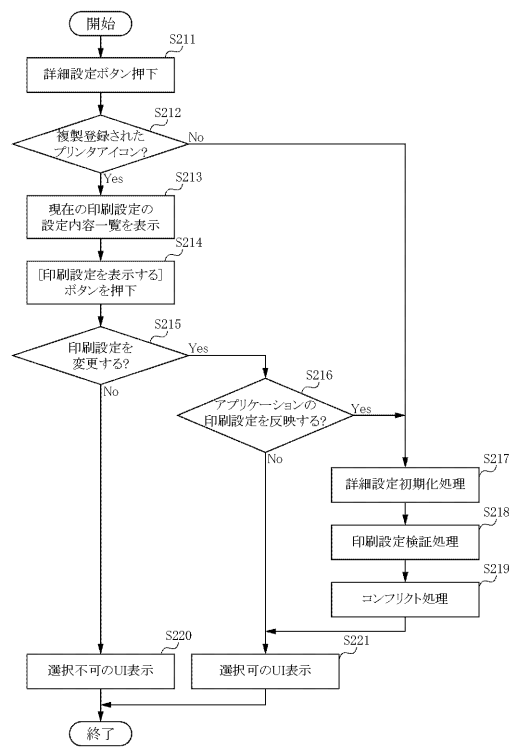 開始
S211
詳細設定ボタン押下
S212
複製登録された
プリンタアイコン?
No
Yes
S213
現在の印刷設定の
設定内容一覧を表示
S214
[印刷設定を表示する]
ボタンを押下
S215
印刷設定を
変更する?
Yes
No
S216
アプリケーションの
印刷設定を反映する?
Yes
No
S217
詳細設定初期化処理
S218
印刷設定検証処理
S219
コンフリクト処理
S220
選択不可のUI表示
S221
選択可のUI表示
終了